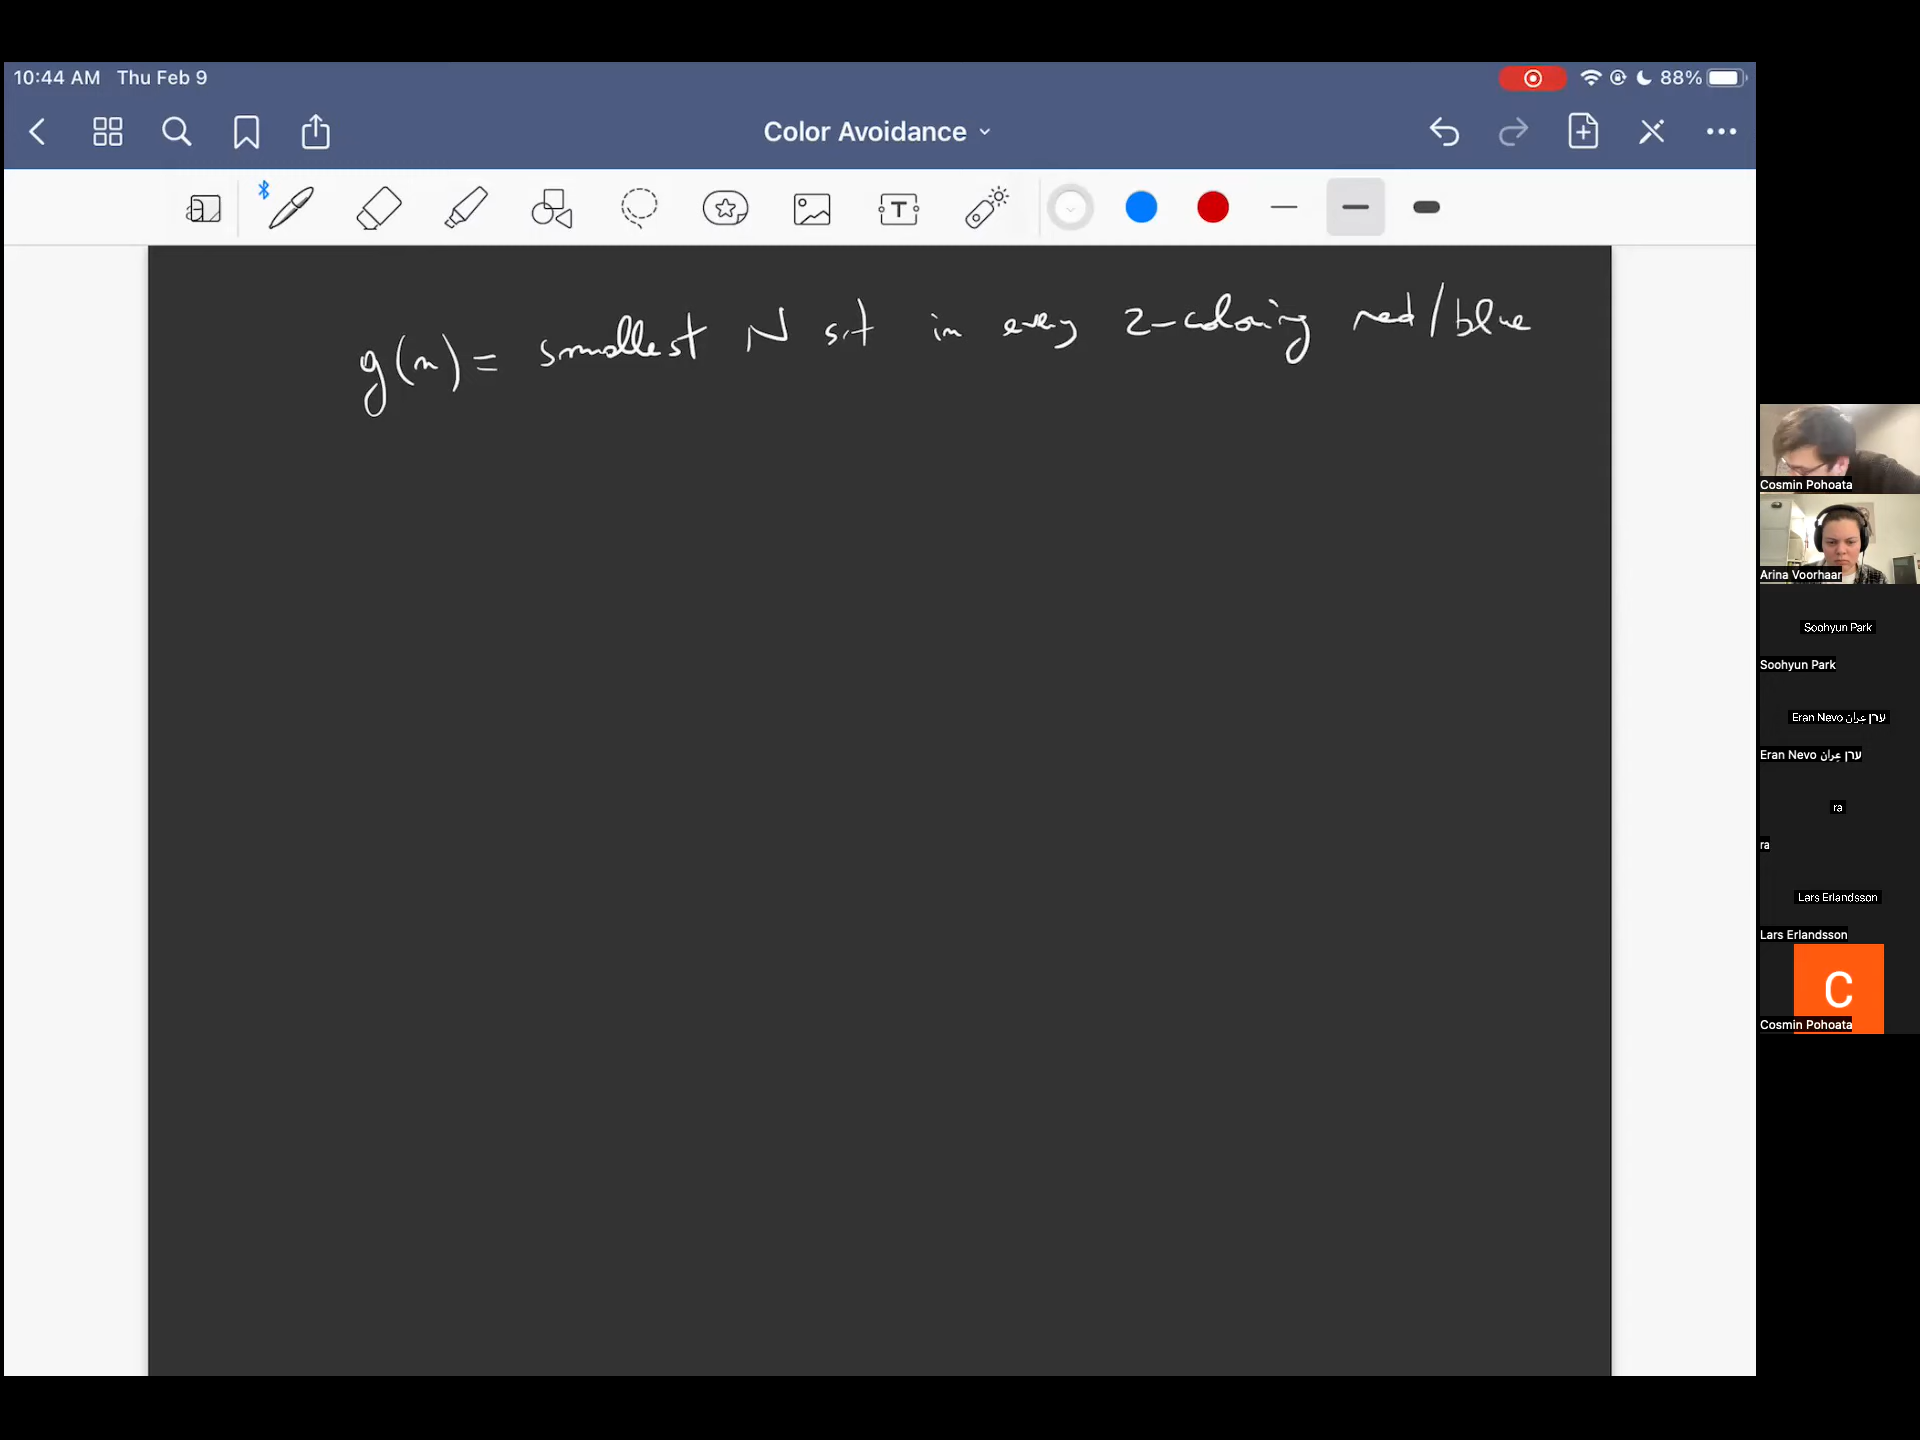 10:44 AM Thu Feb 9
88%
Color Avoidance
T
g(n) = smallest N s.t in every 2-coloring red/blue
Cosmin Pohoata
Arina Voorhaar
Soohyun Park
Soohyun Park
Eran Nevo ערן عران
Eran Nevo ערן عران
ra
ra
Lars Erlandsson
Lars Erlandsson
C
Cosmin Pohoata